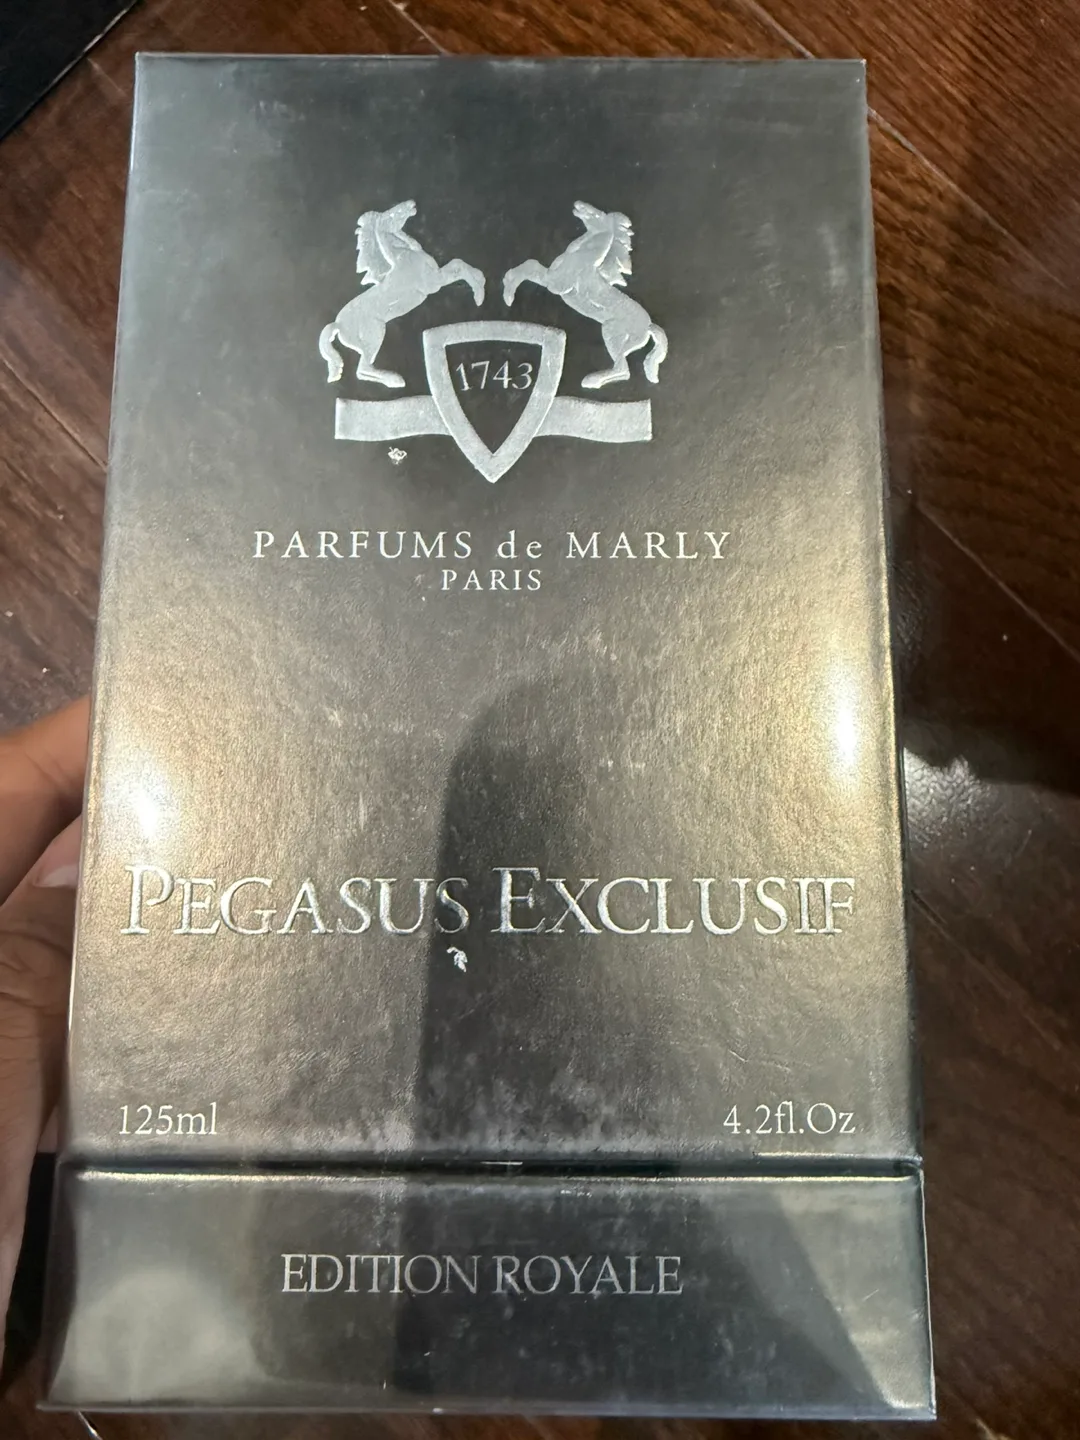 1743
PARFUMS de MARLY
PARIS
PEGASUS EXCLUSIF
125ml 4.2fl.Oz
EDITION ROYALE